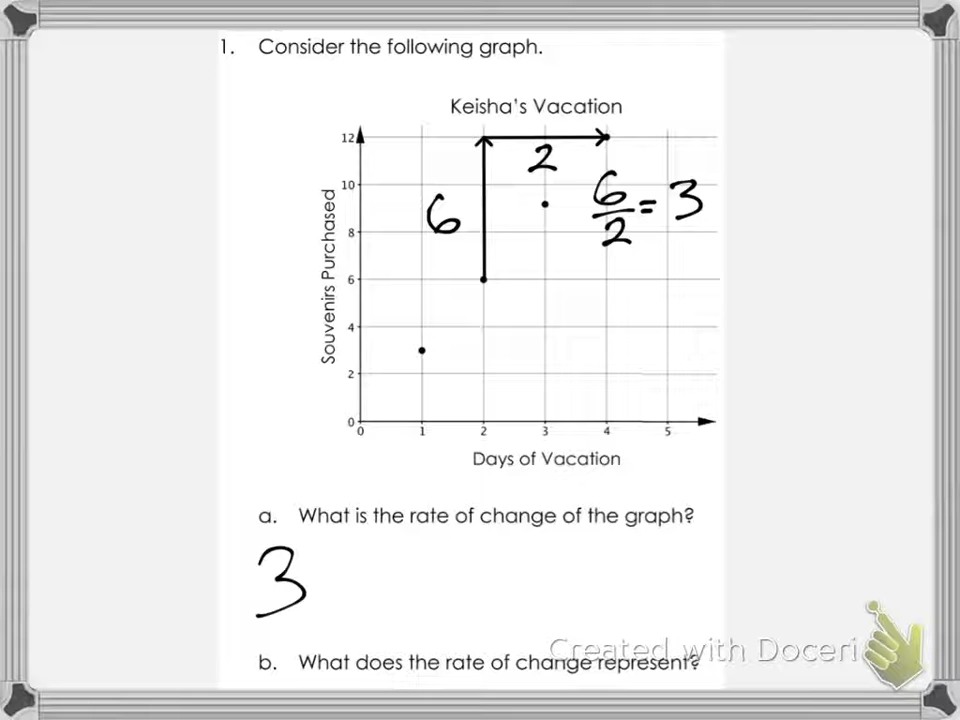 1. Consider the following graph.
Keisha's Vacation
Souvenirs Purchased
12
10
8
6
4
2
0
0 1 2 3 4 5
Days of Vacation
6
2
6/2 = 3
a. What is the rate of change of the graph?
3
b. What does the rate of change represent?
Created with Doceri